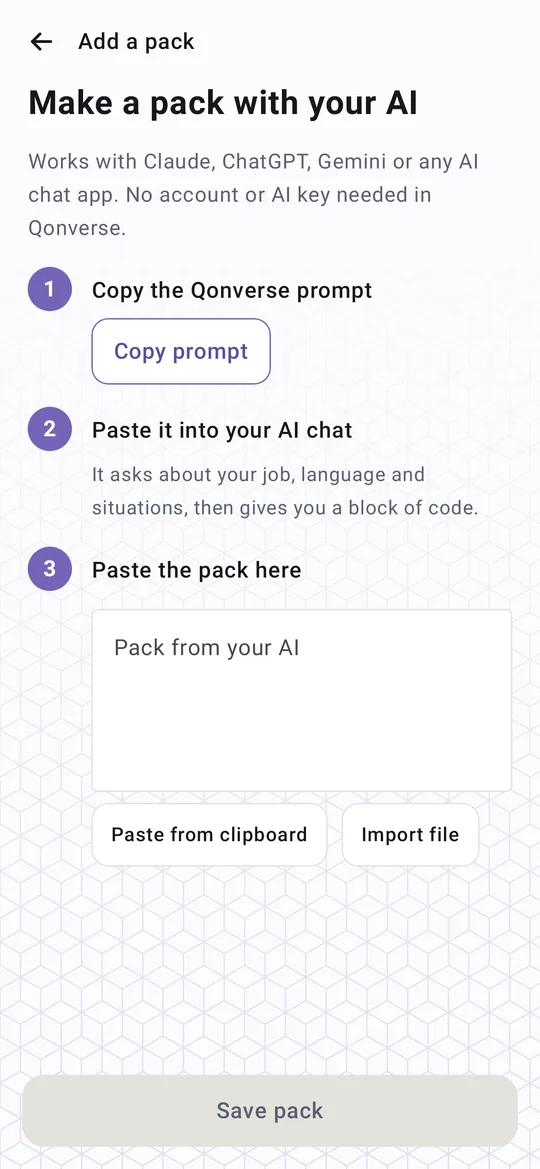 Add a pack
Make a pack with your AI
Works with Claude, ChatGPT, Gemini or any AI
chat app. No account or AI key needed in
Qonverse.
1
Copy the Qonverse prompt
Copy prompt
2
Paste it into your AI chat
It asks about your job, language and
situations, then gives you a block of code.
3
Paste the pack here
Pack from your AI
Paste from clipboard
Import file
Save pack